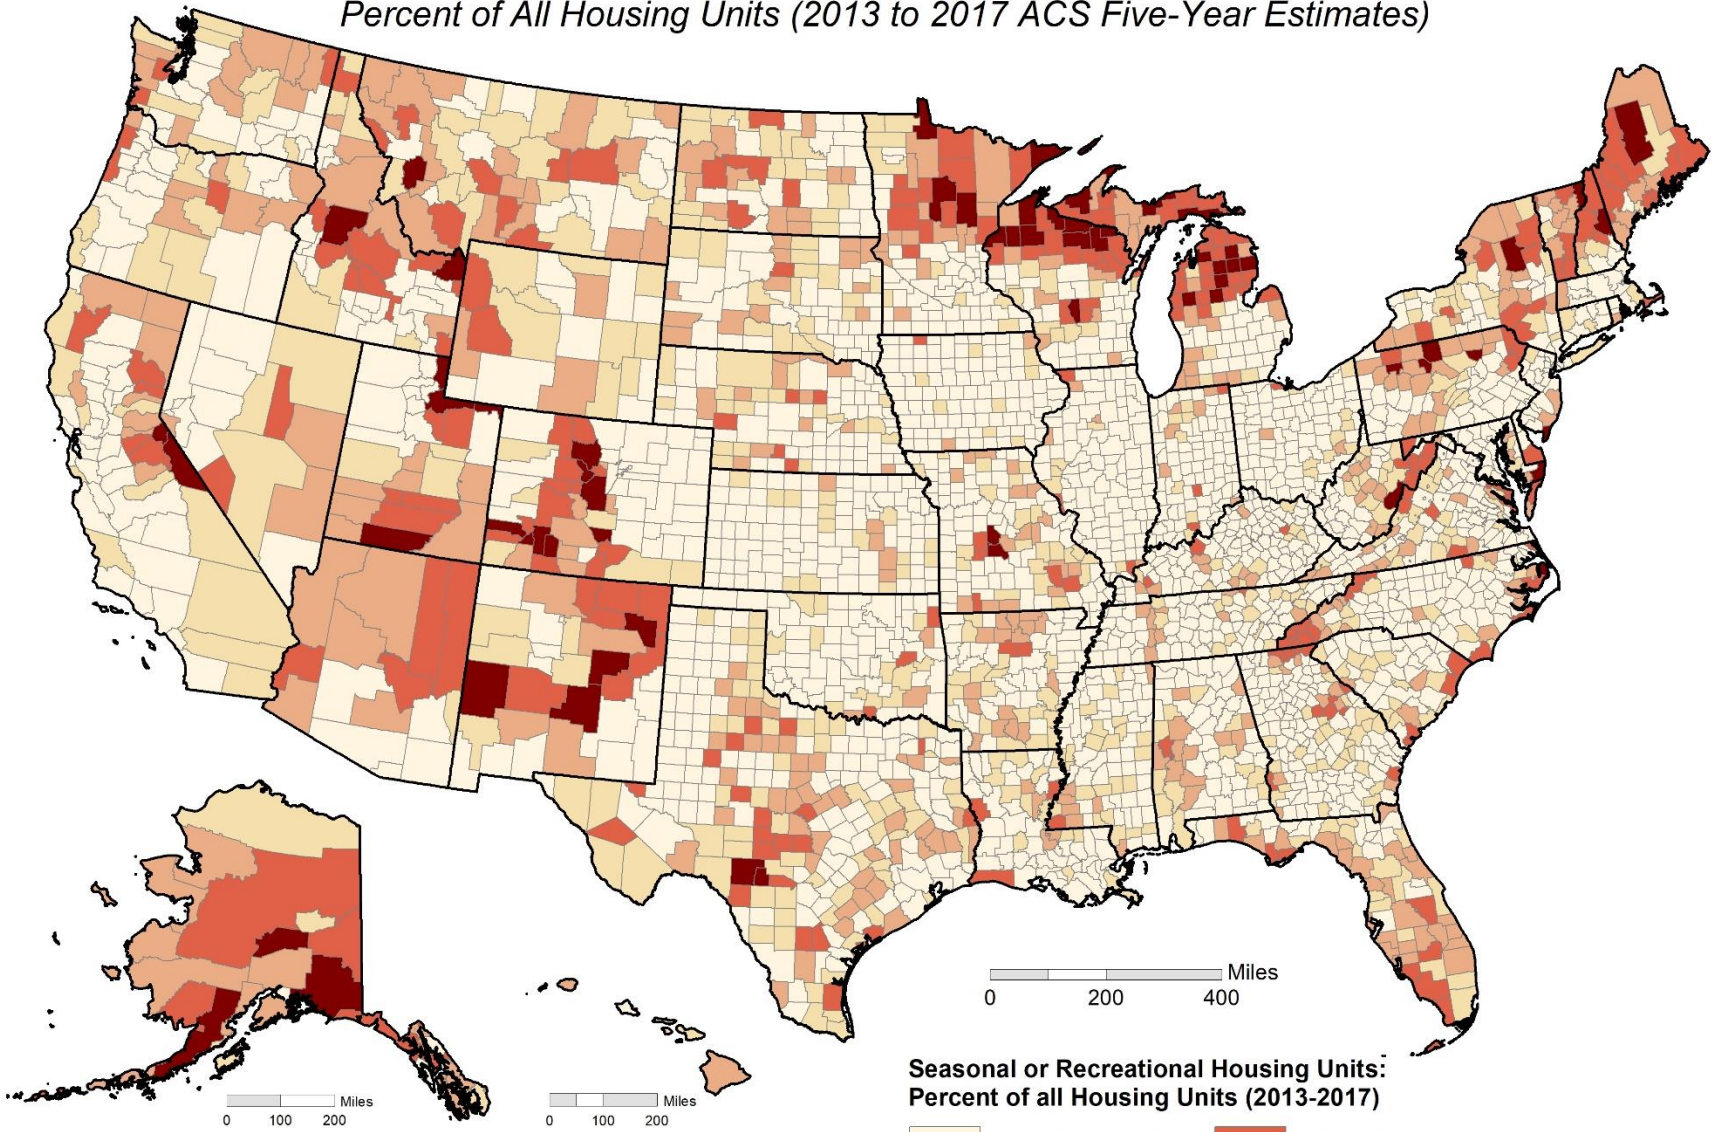 Percent of All Housing Units (2013 to 2017 ACS Five-Year Estimates)
Miles
0 200 400
Miles
0 100 200
Miles
0 100 200
Seasonal or Recreational Housing Units:
Percent of all Housing Units (2013-2017)